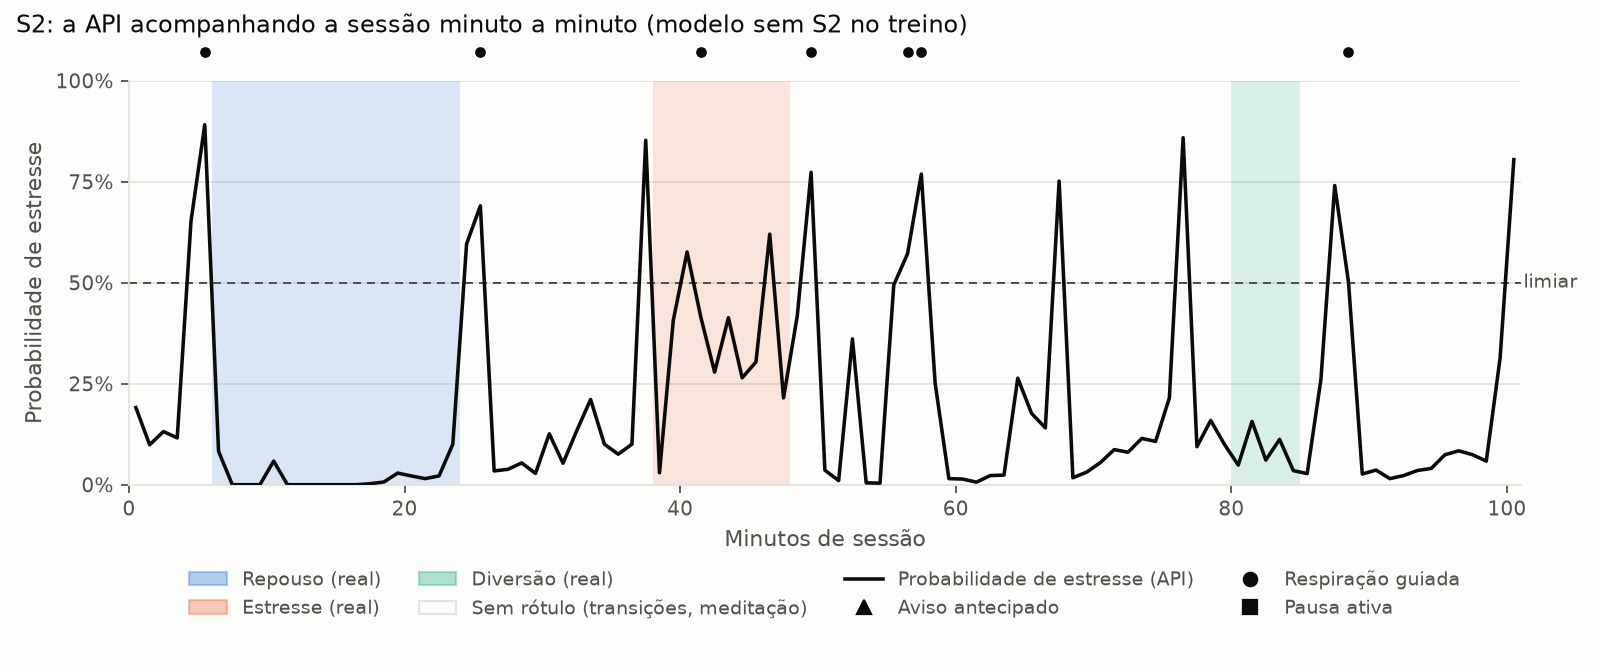 S2: a API acompanhando a sessão minuto a minuto (modelo sem S2 no treino)
100%
75%
50%
25%
0%
Probabilidade de estresse
limiar
0 20 40 60 80 100
Minutos de sessão
Repouso (real) Diversão (real) Probabilidade de estresse (API) Respiração guiada
Estresse (real) Sem rótulo (transições, meditação) Aviso antecipado Pausa ativa